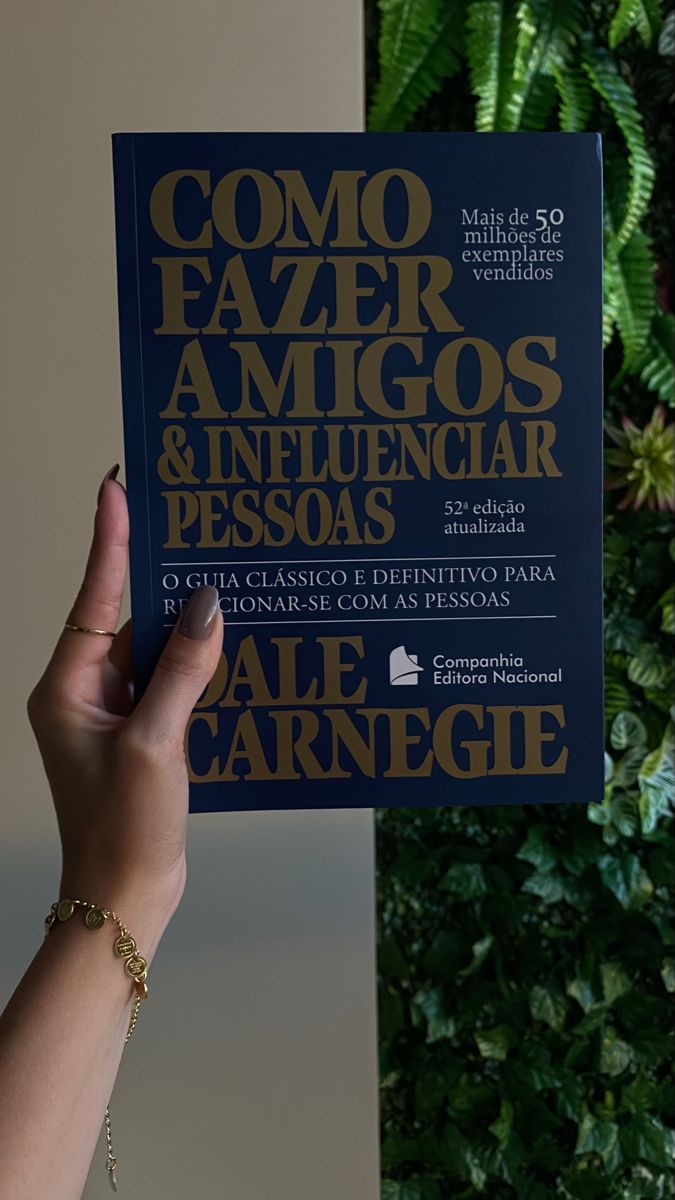 COMO
FAZER
AMIGOS
& INFLUENCIAR
PESSOAS
Mais de 50
milhões de
exemplares
vendidos
52ª edição
atualizada
O GUIA CLÁSSICO E DEFINITIVO PARA
SE COM AS PESSOAS
DALE
CARNEGIE
Companhia
Editora Nacional